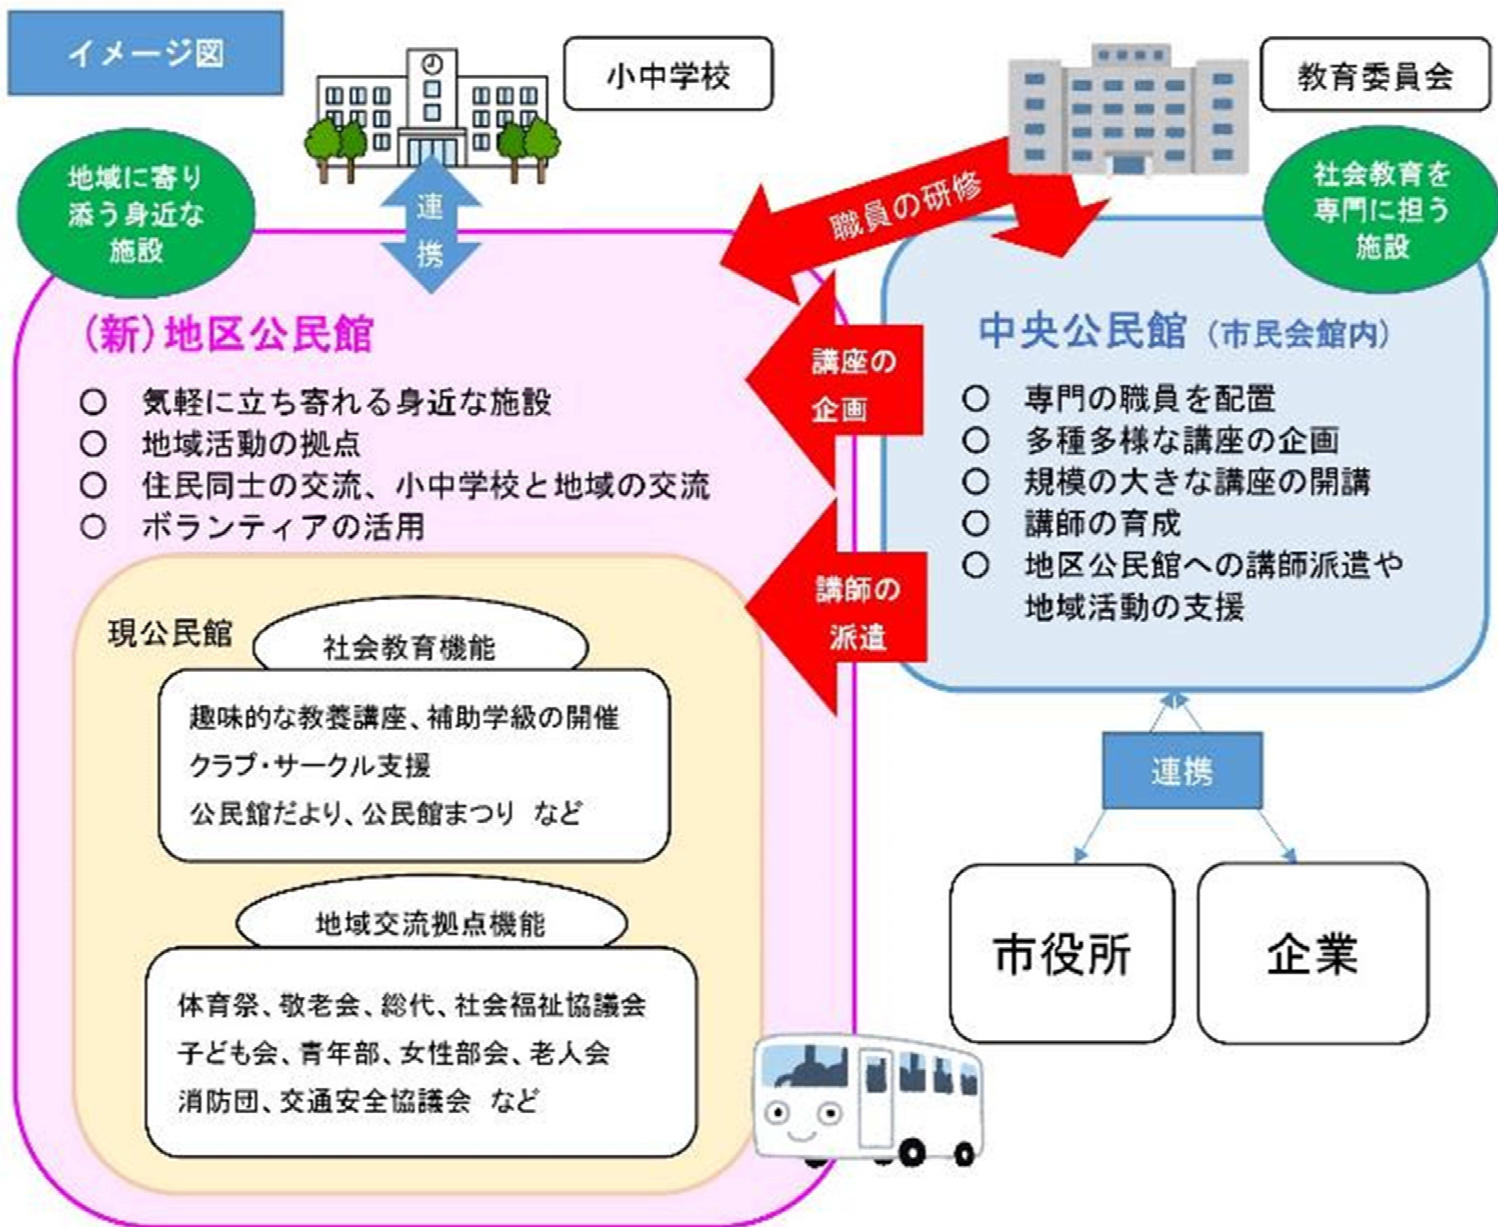 イメージ図
小中学校
教育委員会
地域に寄り
添う身近な
施設
連
携
職員の研修
社会教育を
専門に担う
施設
(新)地区公民館
○ 気軽に立ち寄れる身近な施設
○ 地域活動の拠点
○ 住民同士の交流、小中学校と地域の交流
○ ボランティアの活用
講座の
企画
講師の
派遣
中央公民館(市民会館内)
○ 専門の職員を配置
○ 多種多様な講座の企画
○ 規模の大きな講座の開講
○ 講師の育成
○ 地区公民館への講師派遣や
地域活動の支援
現公民館
社会教育機能
趣味的な教養講座、補助学級の開催
クラブ・サークル支援
公民館だより、公民館まつり など
地域交流拠点機能
体育祭、敬老会、総代、社会福祉協議会
子ども会、青年部、女性部会、老人会
消防団、交通安全協議会 など
連携
市役所
企業